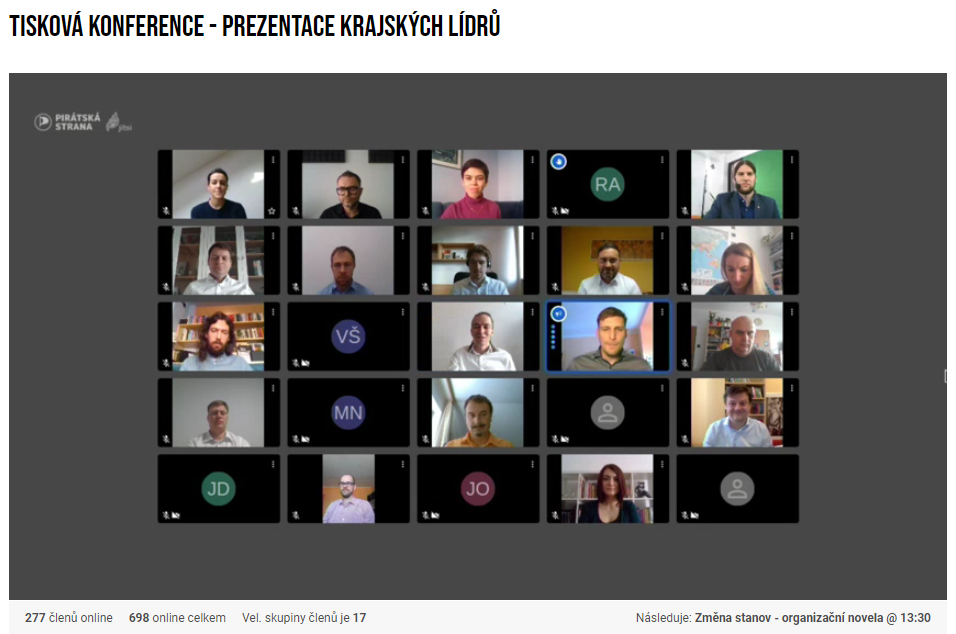 TISKOVÁ KONFERENCE - PREZENTACE KRAJSKÝCH LÍDRŮ
PIRÁTSKÁ
STRANA
jitsi
RA
VŠ
MN
JD
JO
277 členů online 698 online celkem Vel. skupiny členů je 17 Následuje: Změna stanov - organizační novela @ 13:30